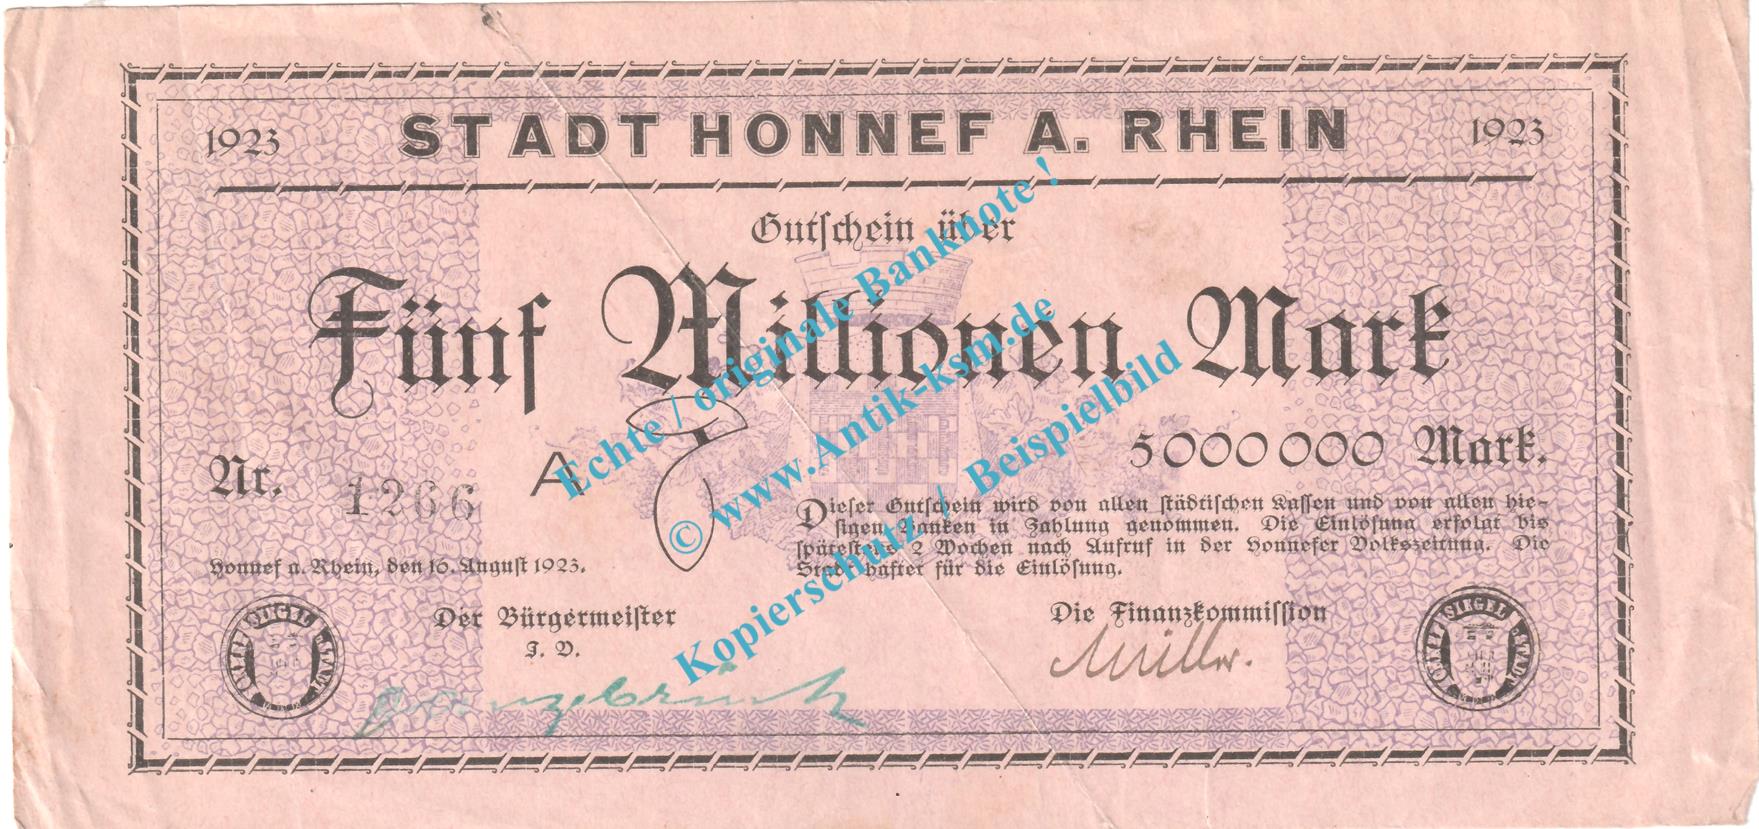 1923 STADT HONNEF A. RHEIN 1923
Gutschein über
Fünf Millionen Mark
5000000 Mark.
Nr. 1266 A
Dieser Gutschein wird von allen städtischen Kassen und von allen hie-
sigen Banken in Zahlung genommen. Die Einlösung erfolgt bis
spätestens 2 Wochen nach Aufruf in der Honnefer Volkszeitung. Die
Stadt haftet für die Einlösung.
Honnef a. Rhein, den 16. August 1923.
Der Bürgermeister
J. V.
Die Finanzkommission
Müller.
SIEGEL
SIEGEL
Echte / originale Banknote !
© www.Antik-ksm.de
Kopierschutz / Beispielbild